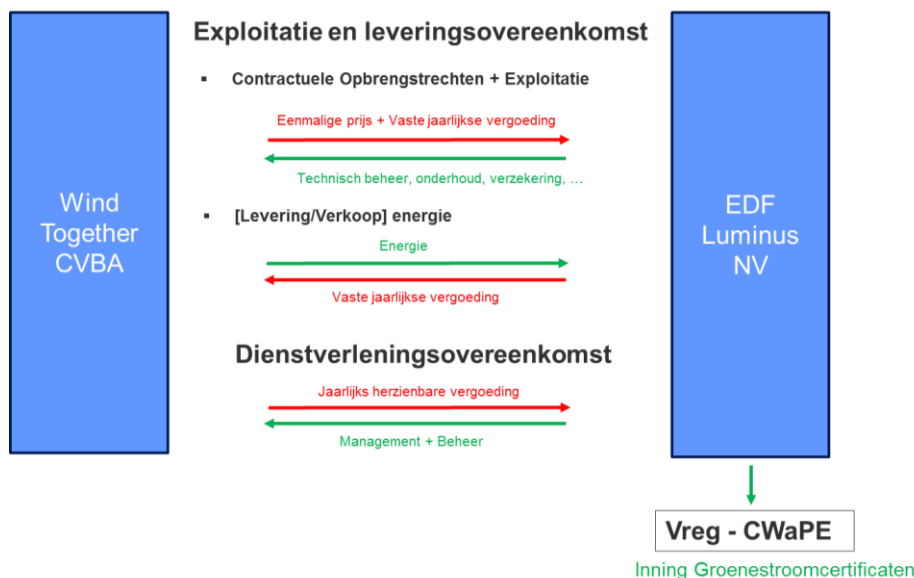 Exploitatie en leveringsovereenkomst
▪ Contractuele Opbrengstrechten + Exploitatie
Eenmalige prijs + Vaste jaarlijkse vergoeding
Technisch beheer, onderhoud, verzekering, …
Wind
Together
CVBA
EDF
Luminus
NV
▪ [Levering/Verkoop] energie
Energie
Vaste jaarlijkse vergoeding
Dienstverleningsovereenkomst
Jaarlijks herzienbare vergoeding
Management + Beheer
Vreg - CWaPE
Inning Groenestroomcertificaten